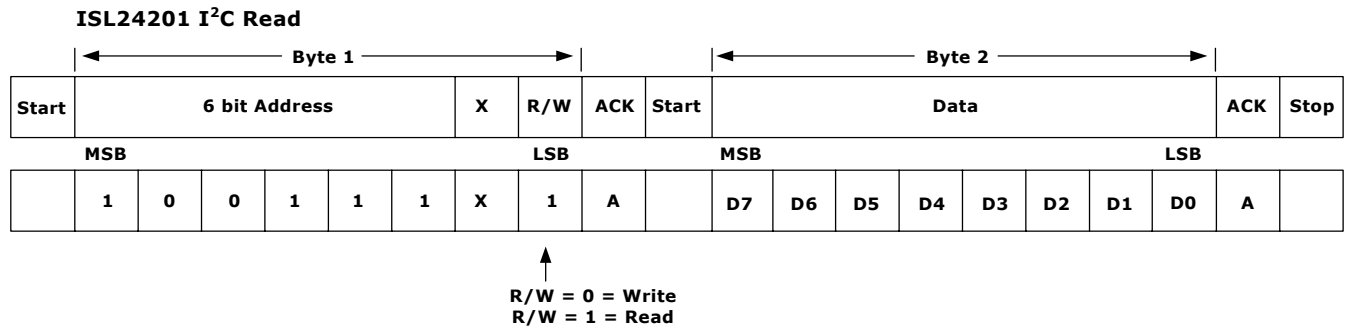 ISL24201 I²C Read
Byte 1 Byte 2
Start 6 bit Address X R/W ACK Start Data ACK Stop
MSB LSB MSB LSB
1 0 0 1 1 1 X 1 A D7 D6 D5 D4 D3 D2 D1 D0 A
R/W = 0 = Write
R/W = 1 = Read